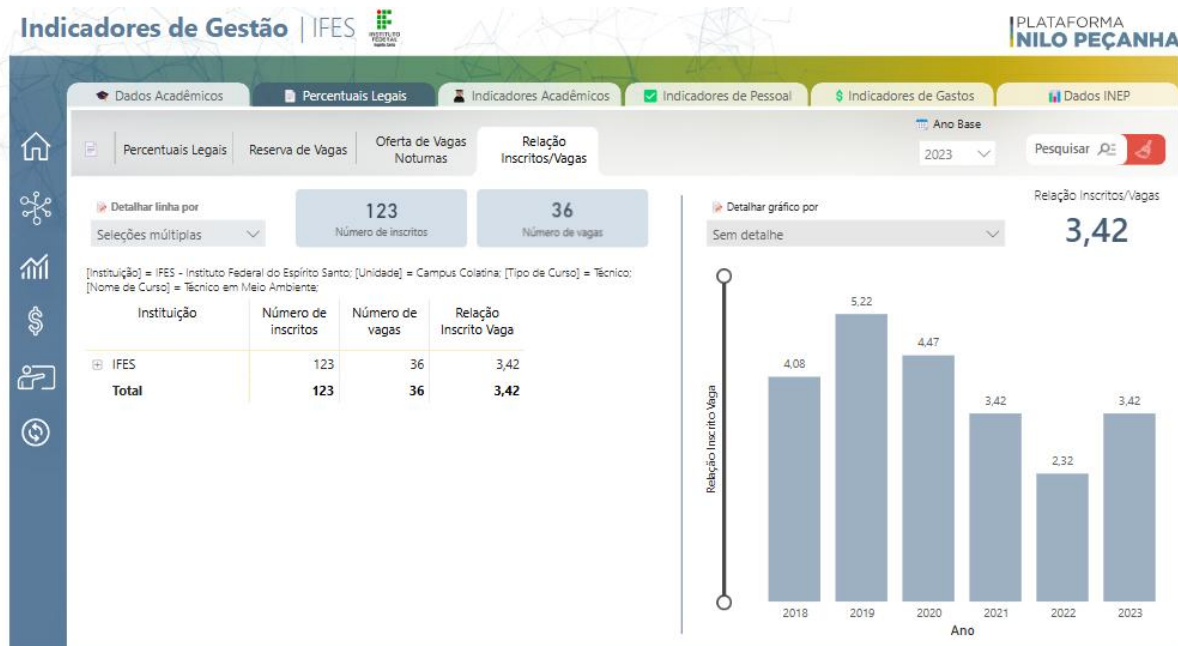 Indicadores de Gestão | IFES
INSTITUTO
FEDERAL
Espírito Santo
PLATAFORMA
NILO PEÇANHA
Dados Acadêmicos
Percentuais Legais
Indicadores Acadêmicos
Indicadores de Pessoal
Indicadores de Gastos
Dados INEP
Percentuais Legais
Reserva de Vagas
Oferta de Vagas
Noturnas
Relação
Inscritos/Vagas
Ano Base
2023
Pesquisar
Detalhar linha por
Seleções múltiplas
123
Número de inscritos
36
Número de vagas
[Instituição] = IFES - Instituto Federal do Espírito Santo; [Unidade] = Campus Colatina; [Tipo de Curso] = Técnico;
[Nome de Curso] = Técnico em Meio Ambiente;
Instituição
Número de
inscritos
Número de
vagas
Relação
Inscrito Vaga
IFES 123 36 3,42
Total 123 36 3,42
Detalhar gráfico por
Sem detalhe
Relação Inscritos/Vagas
3,42
Relação Inscrito Vaga
4,08
5,22
4,47
3,42
2,32
3,42
2018 2019 2020 2021 2022 2023
Ano